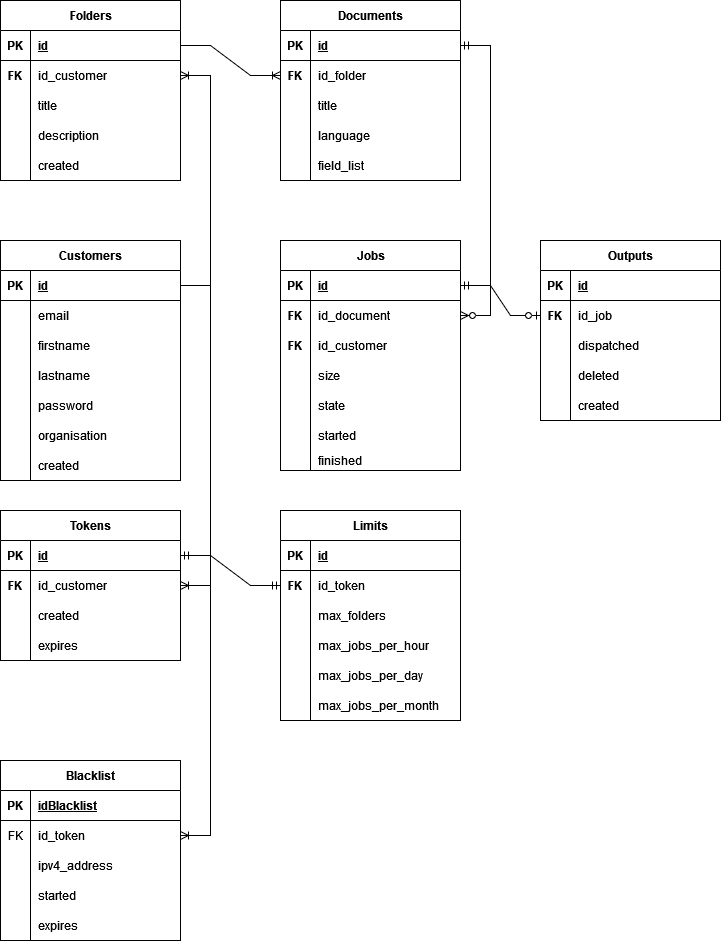 Folders
PK id
FK id_customer
title
description
created
Documents
PK id
FK id_folder
title
language
field_list
Customers
PK id
email
firstname
lastname
password
organisation
created
Jobs
PK id
FK id_document
FK id_customer
size
state
started
finished
Outputs
PK id
FK id_job
dispatched
deleted
created
Tokens
PK id
FK id_customer
created
expires
Limits
PK id
FK id_token
max_folders
max_jobs_per_hour
max_jobs_per_day
max_jobs_per_month
Blacklist
PK idBlacklist
FK id_token
ipv4_address
started
expires